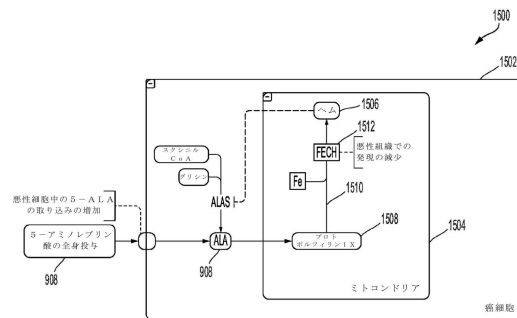 1500
1502
ヘム
1506
スクシニル
CoA
1512
FECH
悪性組織での
発現の減少
グリシン
ALAS
Fe
1510
悪性細胞中の5-ALA
の取り込みの増加
1508
1504
5-アミノレブリン
酸の全身投与
ALA
プロト
ポルフィリンIX
908
908
ミトコンドリア
癌細胞